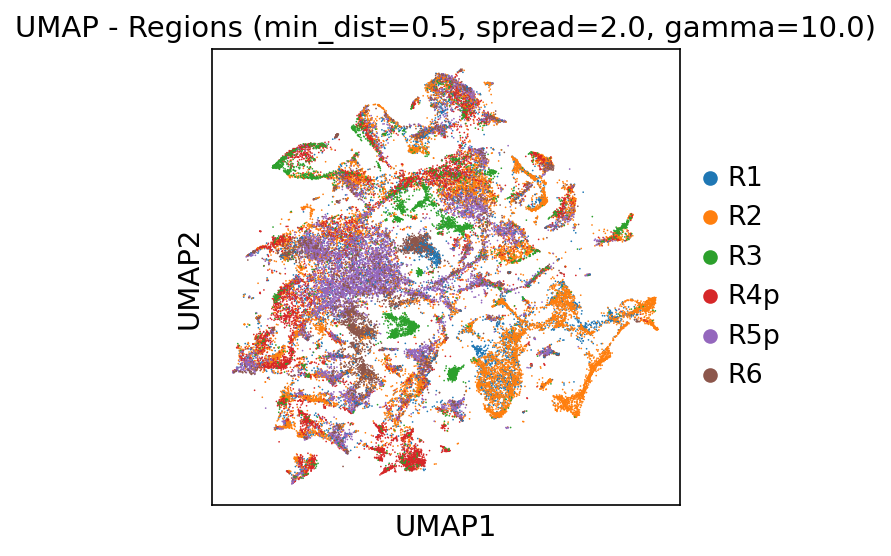 UMAP - Regions (min_dist=0.5, spread=2.0, gamma=10.0)
UMAP2
R1
R2
R3
R4p
R5p
R6
UMAP1